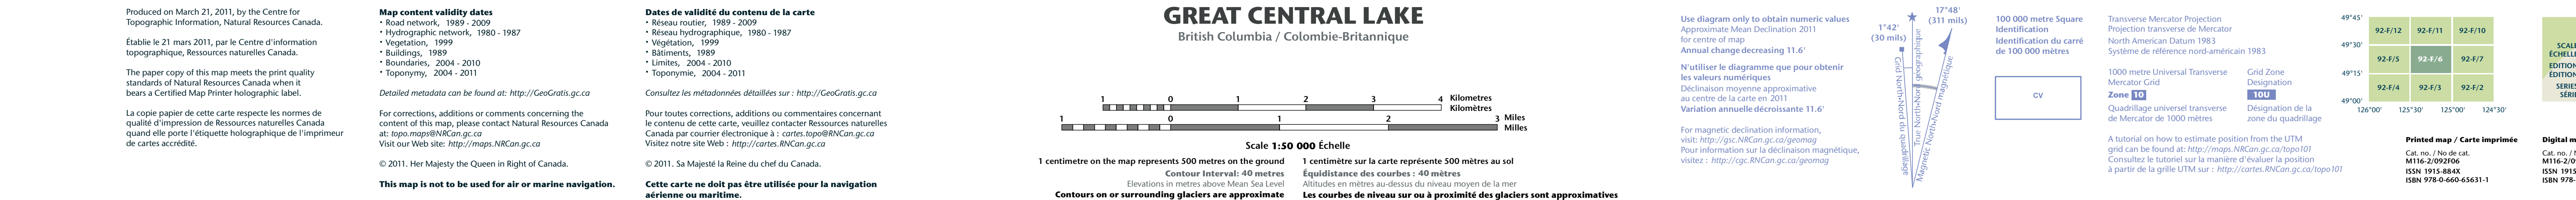 Produced on March 21, 2011, by the Centre for
Topographic Information, Natural Resources Canada.
Établie le 21 mars 2011, par le Centre d'information
topographique, Ressources naturelles Canada.
The paper copy of this map meets the print quality
standards of Natural Resources Canada when it
bears a Certified Map Printer holographic label.
La copie papier de cette carte respecte les normes de
qualité d'impression de Ressources naturelles Canada
quand elle porte l'étiquette holographique de l'imprimeur
de cartes accrédité.
Map content validity dates
• Road network, 1989 - 2009
• Hydrographic network, 1980 - 1987
• Vegetation, 1999
• Buildings, 1989
• Boundaries, 2004 - 2010
• Toponymy, 2004 - 2011
Detailed metadata can be found at: http://GeoGratis.gc.ca
For corrections, additions or comments concerning the
content of this map, please contact Natural Resources Canada
at: topo.maps@NRCan.gc.ca
Visit our Web site: http://maps.NRCan.gc.ca
© 2011. Her Majesty the Queen in Right of Canada.
This map is not to be used for air or marine navigation.
Dates de validité du contenu de la carte
• Réseau routier, 1989 - 2009
• Réseau hydrographique, 1980 - 1987
• Végétation, 1999
• Bâtiments, 1989
• Limites, 2004 - 2010
• Toponymie, 2004 - 2011
Consultez les métadonnées détaillées sur : http://GeoGratis.gc.ca
Pour toutes corrections, additions ou commentaires concernant
le contenu de cette carte, veuillez contacter Ressources naturelles
Canada par courrier électronique à : cartes.topo@RNCan.gc.ca
Visitez notre site Web : http://cartes.RNCan.gc.ca
© 2011. Sa Majesté la Reine du chef du Canada.
Cette carte ne doit pas être utilisée pour la navigation
aérienne ou maritime.
GREAT CENTRAL LAKE
British Columbia / Colombie-Britannique
1 0 1 2 3 4 Kilometres
Kilomètres
1 0 1 2 3 Miles
Milles
Scale 1:50 000 Échelle
1 centimetre on the map represents 500 metres on the ground
Contour Interval: 40 metres
Elevations in metres above Mean Sea Level
Contours on or surrounding glaciers are approximate
1 centimètre sur la carte représente 500 mètres au sol
Équidistance des courbes : 40 mètres
Altitudes en mètres au-dessus du niveau moyen de la mer
Les courbes de niveau sur ou à proximité des glaciers sont approximatives
Use diagram only to obtain numeric values
Approximate Mean Declination 2011
for centre of map
Annual change decreasing 11.6'
N'utiliser le diagramme que pour obtenir
les valeurs numériques
Déclinaison moyenne approximative
au centre de la carte en 2011
Variation annuelle décroissante 11.6'
For magnetic declination information,
visit: http://gsc.NRCan.gc.ca/geomag
Pour information sur la déclinaison magnétique,
visitez : http://cgc.RNCan.gc.ca/geomag
1°42'
(30 mils)
17°48'
(311 mils)
Grid North•Nord du quadrillage
True North•Nord géographique
Magnetic North•Nord magnétique
100 000 metre Square
Identification
Identification du carré
de 100 000 mètres
CV
Transverse Mercator Projection
Projection transverse de Mercator
North American Datum 1983
Système de référence nord-américain 1983
1000 metre Universal Transverse
Mercator Grid
Zone 10
Quadrillage universel transverse
de Mercator de 1000 mètres
Grid Zone
Designation
10U
Désignation de la
zone du quadrillage
A tutorial on how to estimate position from the UTM
grid can be found at: http://maps.NRCan.gc.ca/topo101
Consultez le tutoriel sur la manière d'évaluer la position
à partir de la grille UTM sur : http://cartes.RNCan.gc.ca/topo101
49°45'
92-F/12 92-F/11 92-F/10
49°30'
92-F/5 92-F/6 92-F/7
49°15'
92-F/4 92-F/3 92-F/2
49°00'
126°00' 125°30' 125°00' 124°30'
Printed map / Carte imprimée
Cat. no. / No de cat.
M116-2/092F06
ISSN 1915-884X
ISBN 978-0-660-65631-1
SCALE
ÉCHELLE
EDITION
ÉDITION
SERIES
SÉRIE
Digital m
Cat. no. / N
M116-2/09
ISSN 1915
ISBN 978-